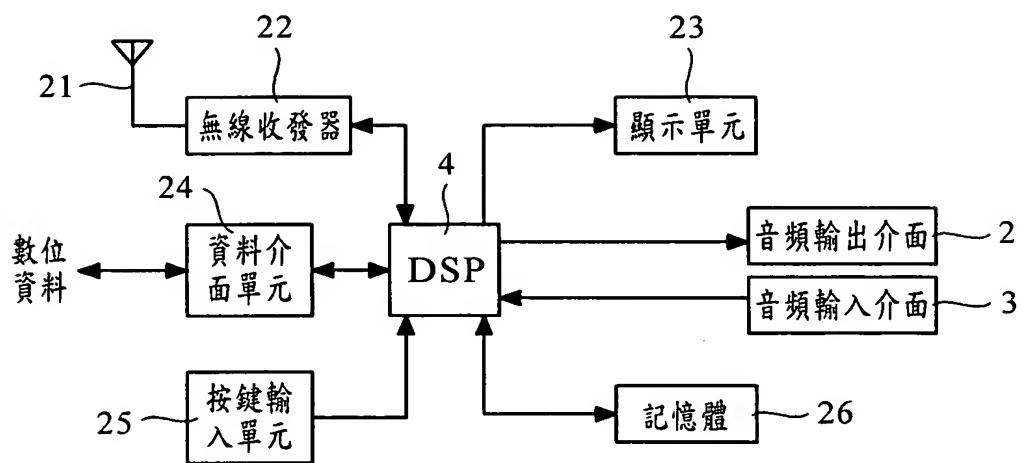 22
23
21
無線收發器
顯示單元
24
4
數位
資料
資料介
面單元
DSP
音頻輸出介面
2
音頻輸入介面
3
25
按鍵輸
入單元
記憶體
26